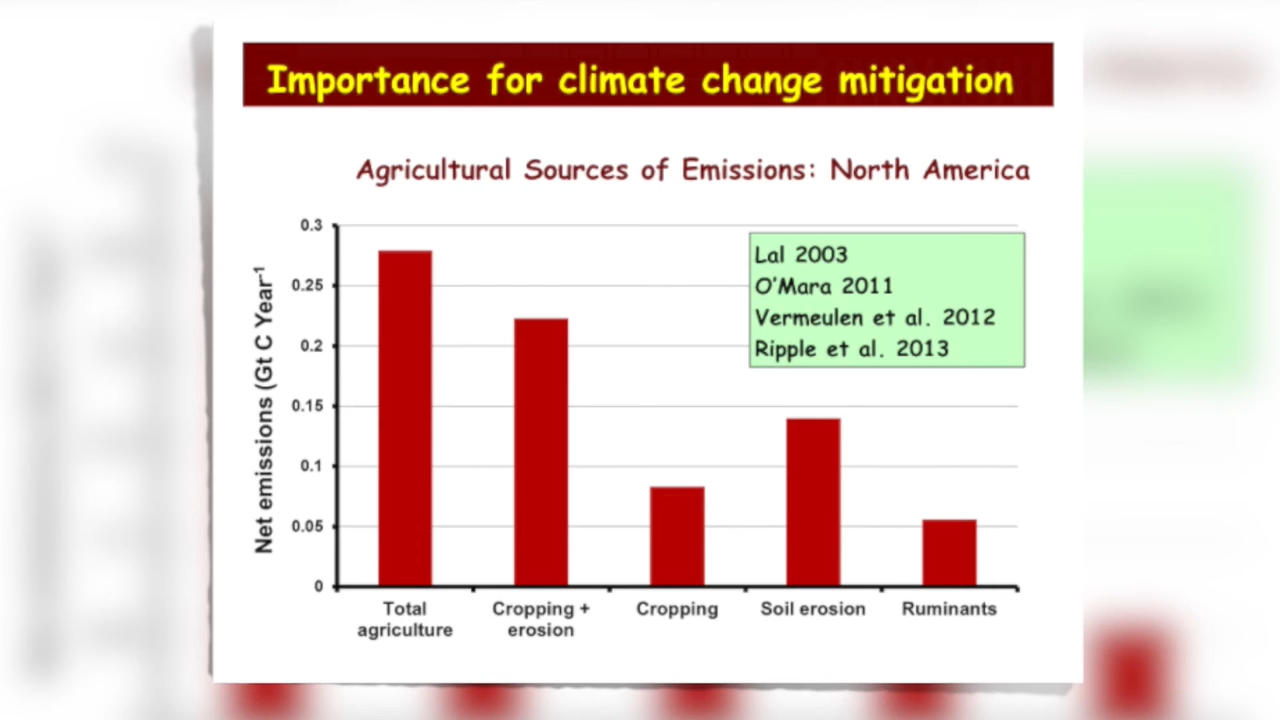 Importance for climate change mitigation
Agricultural Sources of Emissions: North America
Net emissions (Gt C Year⁻¹
0.3
0.25
0.2
0.15
0.1
0.05
0
Lal 2003
O'Mara 2011
Vermeulen et al. 2012
Ripple et al. 2013
Total
agriculture
Cropping +
erosion
Cropping
Soil erosion
Ruminants